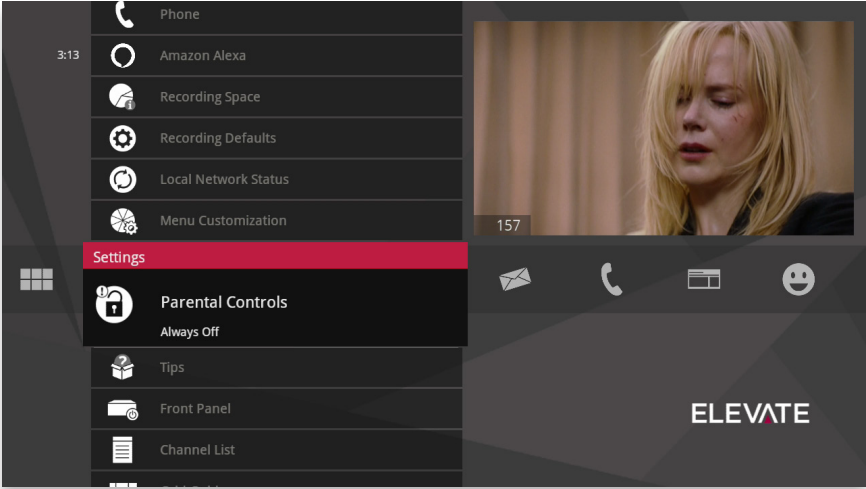 Phone
3:13
Amazon Alexa
Recording Space
Recording Defaults
Local Network Status
Menu Customization
157
Settings
Parental Controls
Always Off
Tips
Front Panel
ELEVATE
Channel List